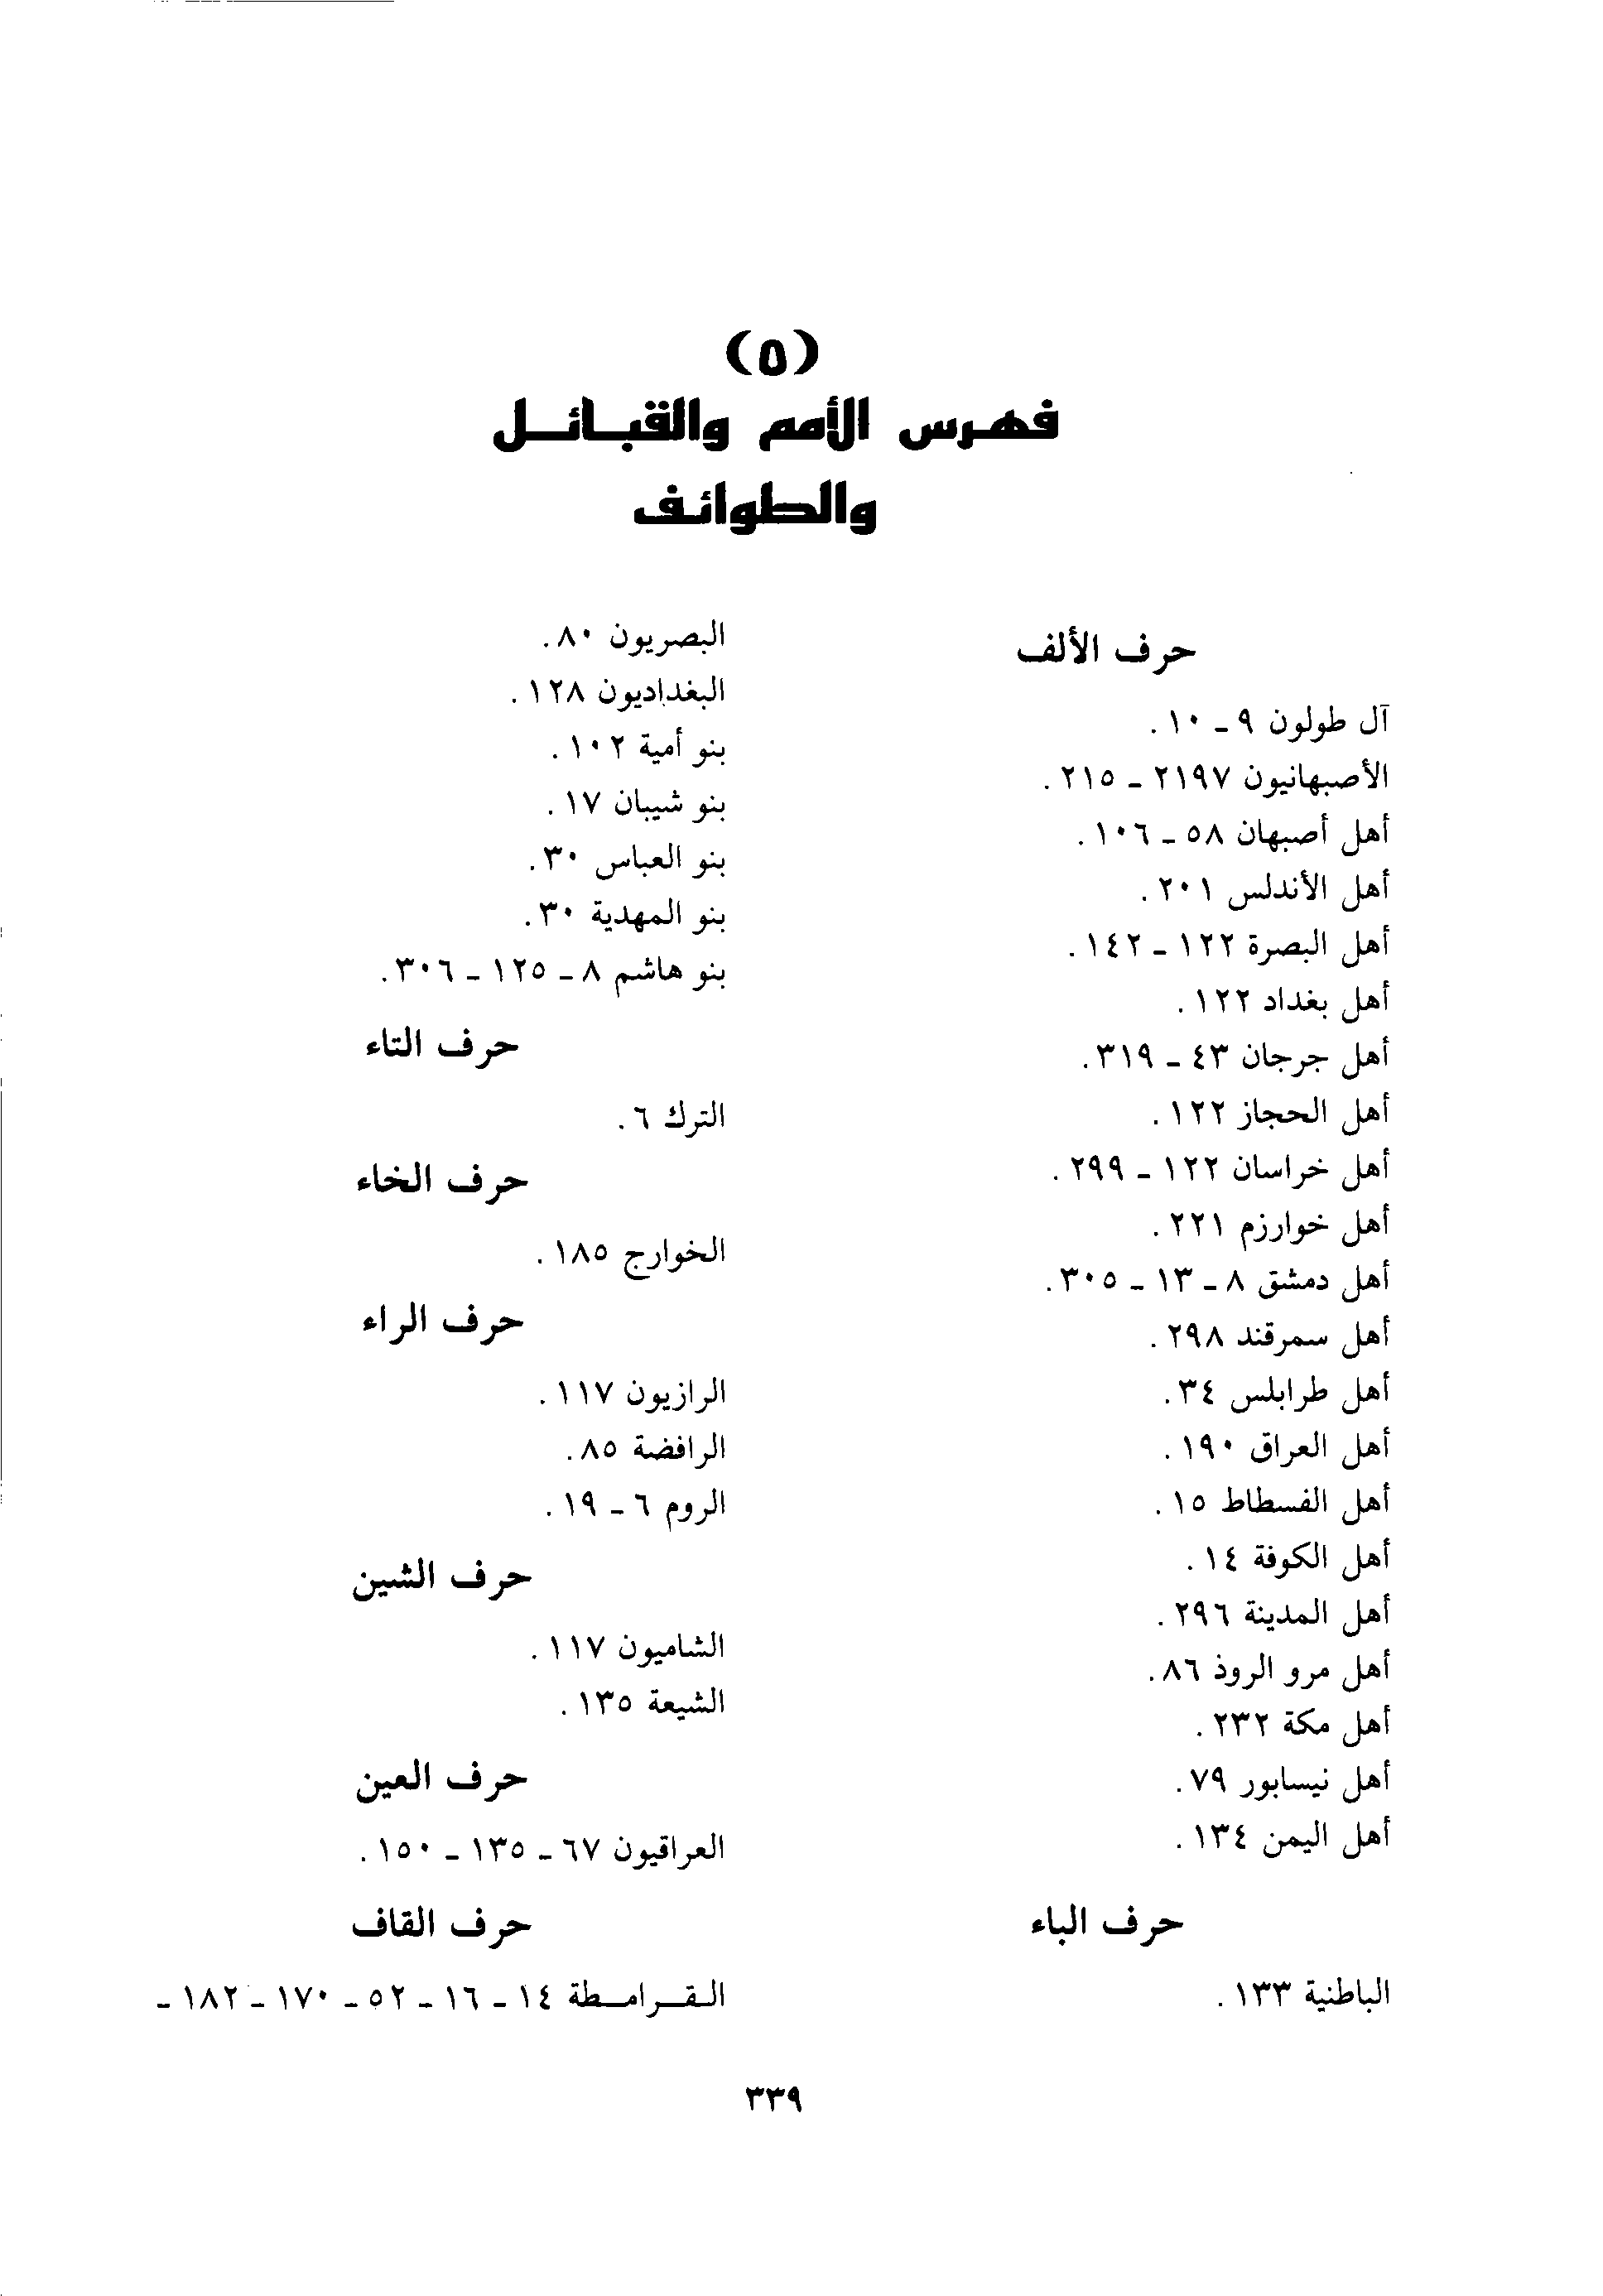 (٥)
فهرس الأمم والقبائل
والطوائف
حرف الألف
آل طولون ٩ - ١٠.
الأصبهانيون ٢١٩٧ - ٢١٥.
أهل أصبهان ٥٨ - ١٠٦.
أهل الأندلس ٢٠١.
أهل البصرة ١٢٢ - ١٤٢.
أهل بغداد ١٢٢.
أهل جرجان ٤٣ - ٣١٩.
أهل الحجاز ١٢٢.
أهل خراسان ١٢٢ - ٢٩٩.
أهل خوارزم ٢٢١.
أهل دمشق ٨ - ١٣ - ٣٠٥.
أهل سمرقند ٢٩٨.
أهل طرابلس ٣٤.
أهل العراق ١٩٠.
أهل الفسطاط ١٥.
أهل الكوفة ١٤.
أهل المدينة ٢٩٦.
أهل مرو الروذ ٨٦.
أهل مكة ٢٣٢.
أهل نيسابور ٧٩.
أهل اليمن ١٣٤.
حرف الباء
الباطنية ١٣٣.
البصريون ٨٠.
البغداديون ١٢٨.
بنو أمية ١٠٢.
بنو شيبان ١٧.
بنو العباس ٣٠.
بنو المهدية ٣٠.
بنو هاشم ٨ - ١٢٥ - ٣٠٦.
حرف التاء
الترك ٦.
حرف الخاء
الخوارج ١٨٥.
حرف الراء
الرازيون ١١٧.
الرافضة ٨٥.
الروم ٦ - ١٩.
حرف الشين
الشاميون ١١٧.
الشيعة ١٣٥.
حرف العين
العراقيون ٦٧ - ١٣٥ - ١٥٠.
حرف القاف
القرامطة ١٤ - ١٦ - ٥٢ - ١٧٠ - ١٨٢ -
٣٣٩